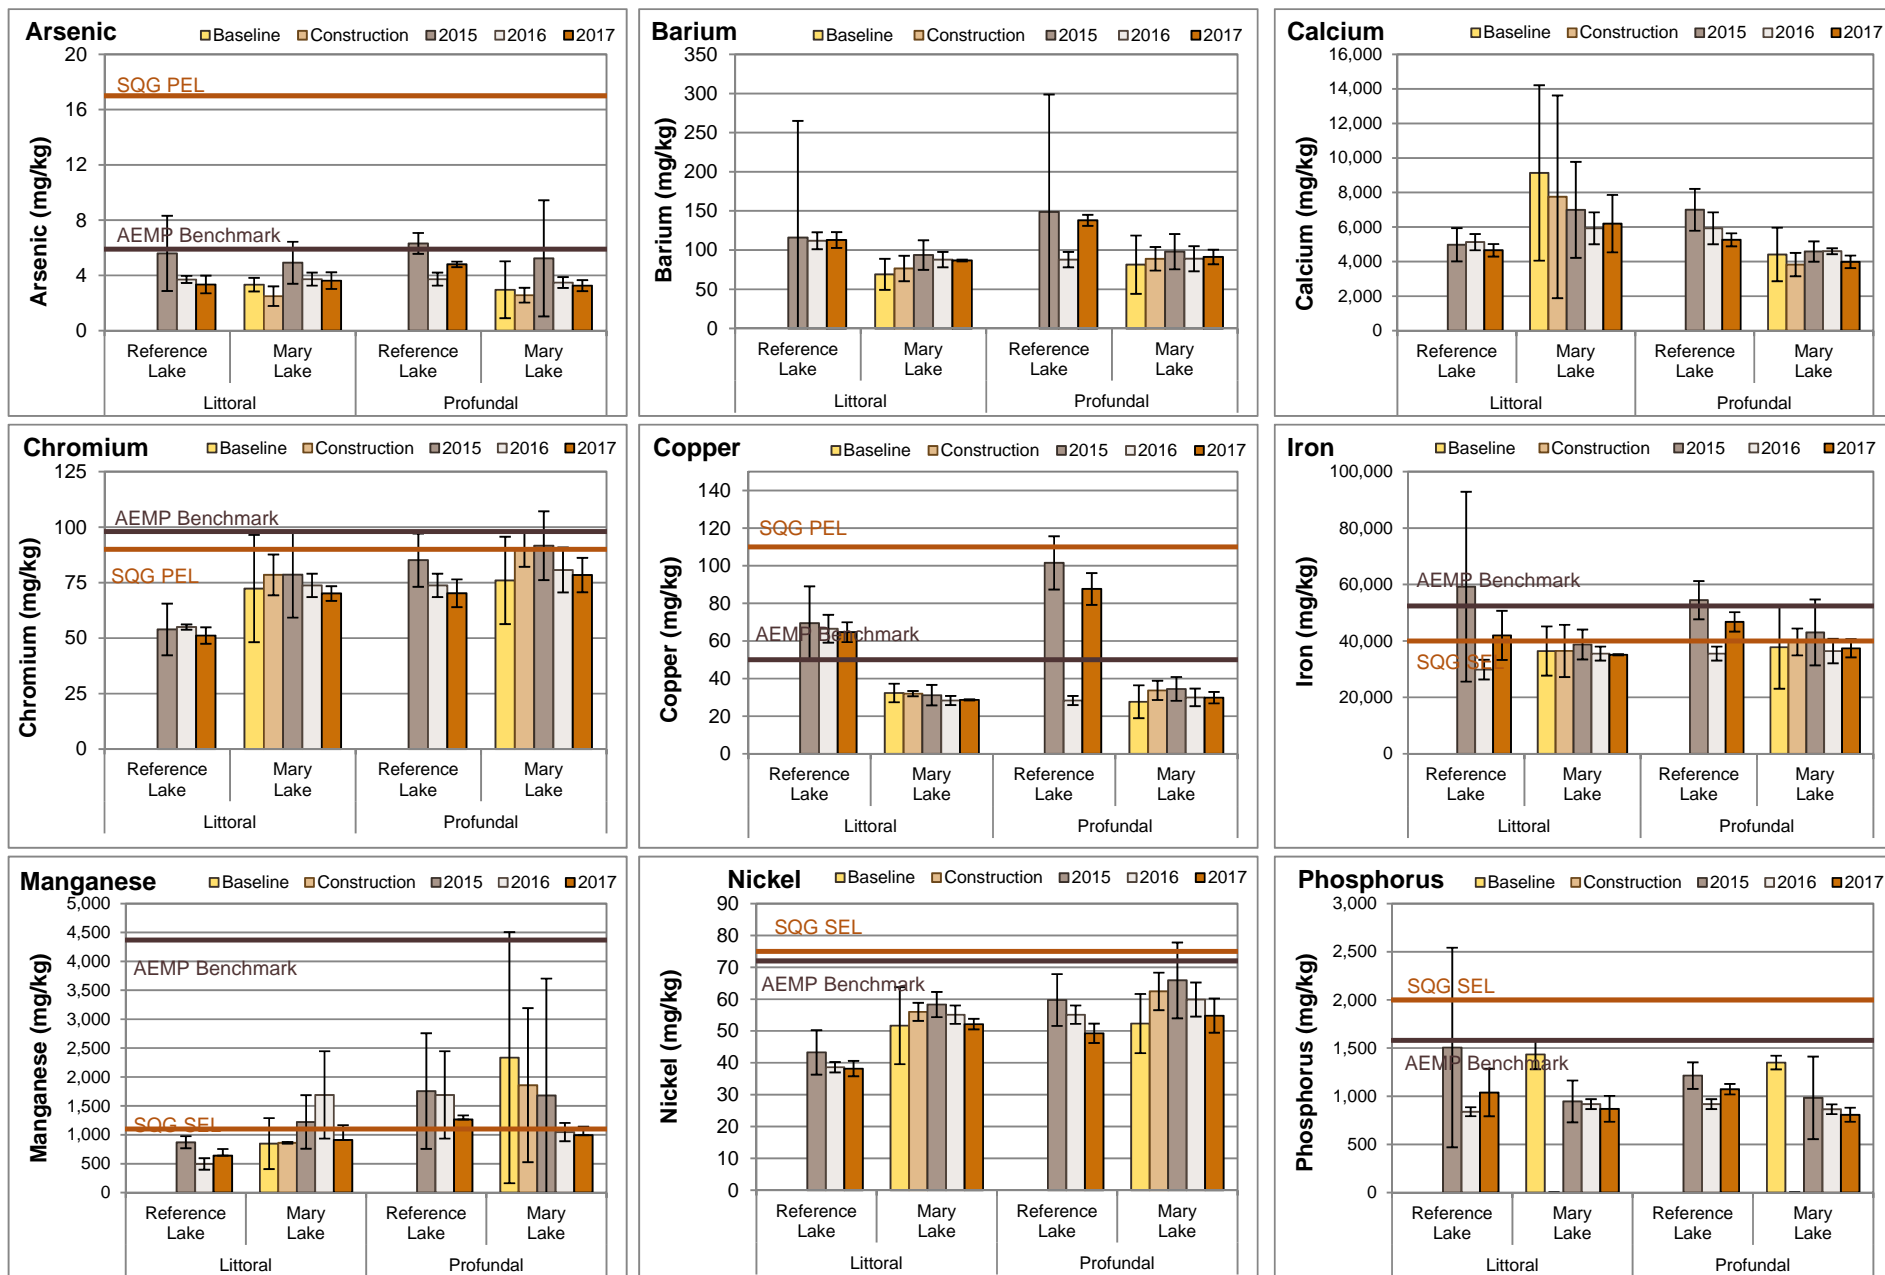 Arsenic
Baseline Construction 2015 2016 2017
20
16
12
8
4
0
Arsenic (mg/kg)
SQG PEL
AEMP Benchmark
Reference Lake Mary Lake Reference Lake Mary Lake
Littoral Profundal
Barium
Baseline Construction 2015 2016 2017
350
300
250
200
150
100
50
0
Barium (mg/kg)
Reference Lake Mary Lake Reference Lake Mary Lake
Littoral Profundal
Calcium
Baseline Construction 2015 2016 2017
16,000
14,000
12,000
10,000
8,000
6,000
4,000
2,000
0
Calcium (mg/kg)
Reference Lake Mary Lake Reference Lake Mary Lake
Littoral Profundal
Chromium
Baseline Construction 2015 2016 2017
125
100
75
50
25
0
Chromium (mg/kg)
AEMP Benchmark
SQG PEL
Reference Lake Mary Lake Reference Lake Mary Lake
Littoral Profundal
Copper
Baseline Construction 2015 2016 2017
140
120
100
80
60
40
20
0
Copper (mg/kg)
SQG PEL
AEMP Benchmark
Reference Lake Mary Lake Reference Lake Mary Lake
Littoral Profundal
Iron
Baseline Construction 2015 2016 2017
100,000
80,000
60,000
40,000
20,000
0
Iron (mg/kg)
AEMP Benchmark
SQG SEL
Reference Lake Mary Lake Reference Lake Mary Lake
Littoral Profundal
Manganese
Baseline Construction 2015 2016 2017
5,000
4,500
4,000
3,500
3,000
2,500
2,000
1,500
1,000
500
0
Manganese (mg/kg)
AEMP Benchmark
SQG SEL
Reference Lake Mary Lake Reference Lake Mary Lake
Littoral Profundal
Nickel
Baseline Construction 2015 2016 2017
90
80
70
60
50
40
30
20
10
0
Nickel (mg/kg)
SQG SEL
AEMP Benchmark
Reference Lake Mary Lake Reference Lake Mary Lake
Littoral Profundal
Phosphorus
Baseline Construction 2015 2016 2017
3,000
2,500
2,000
1,500
1,000
500
0
Phosphorus (mg/kg)
SQG SEL
AEMP Benchmark
Reference Lake Mary Lake Reference Lake Mary Lake
Littoral Profundal